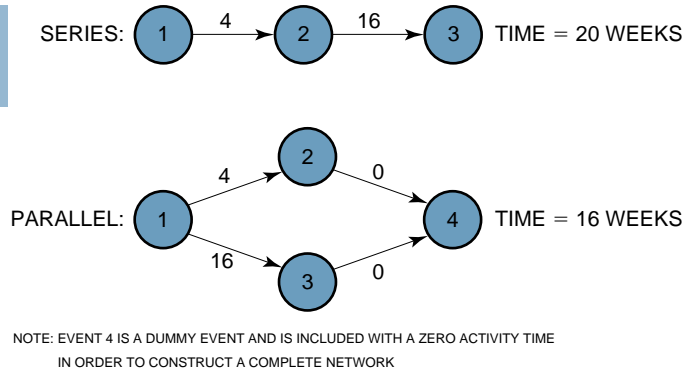 SERIES: 1 4 2 16 3 TIME = 20 WEEKS
2
4 0
PARALLEL: 1 4 TIME = 16 WEEKS
16 0
3
NOTE: EVENT 4 IS A DUMMY EVENT AND IS INCLUDED WITH A ZERO ACTIVITY TIME
IN ORDER TO CONSTRUCT A COMPLETE NETWORK